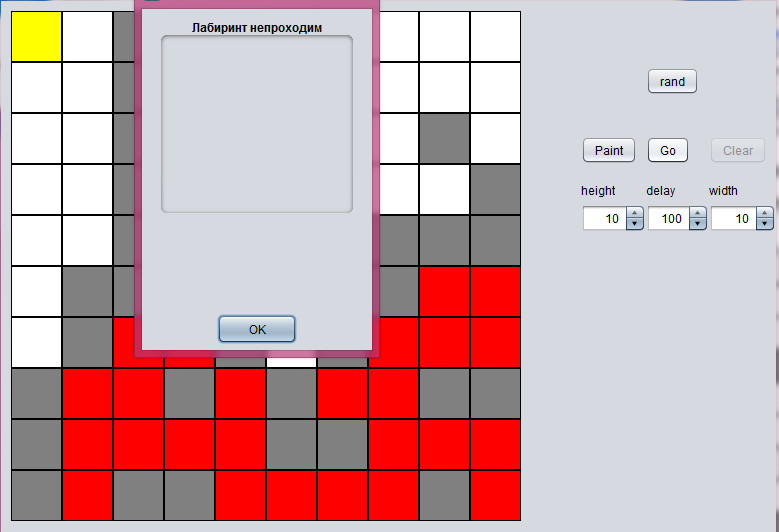 Лабиринт непроходим
OK
rand
Paint Go Clear
height delay width
10 100 10